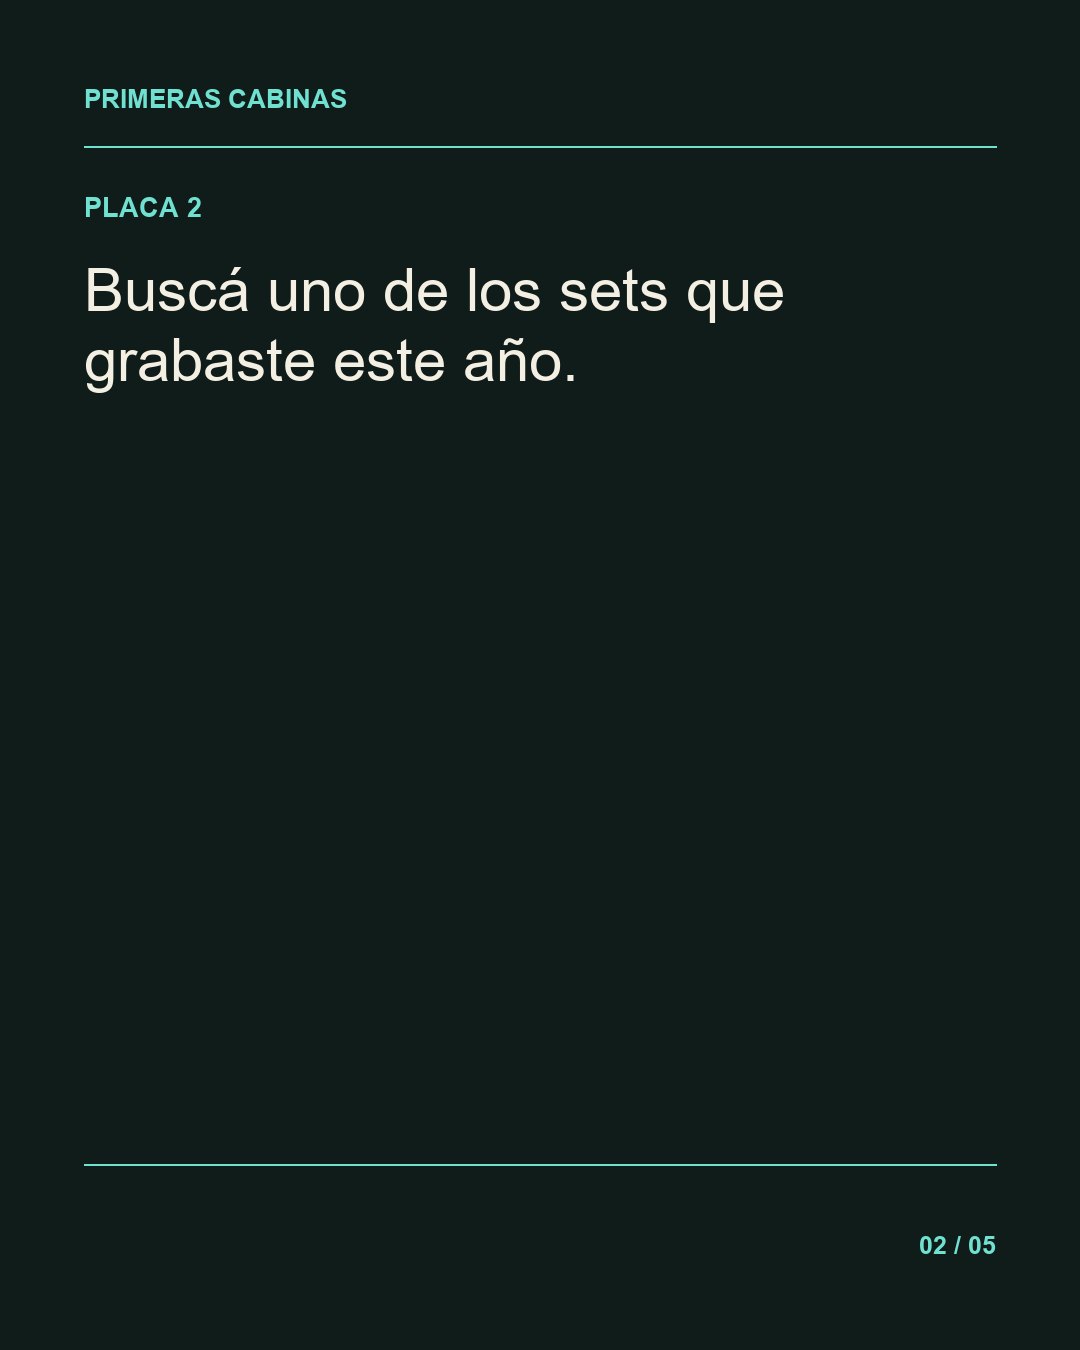 PRIMERAS CABINAS
PLACA 2
Buscá uno de los sets que
grabaste este año.
02 / 05